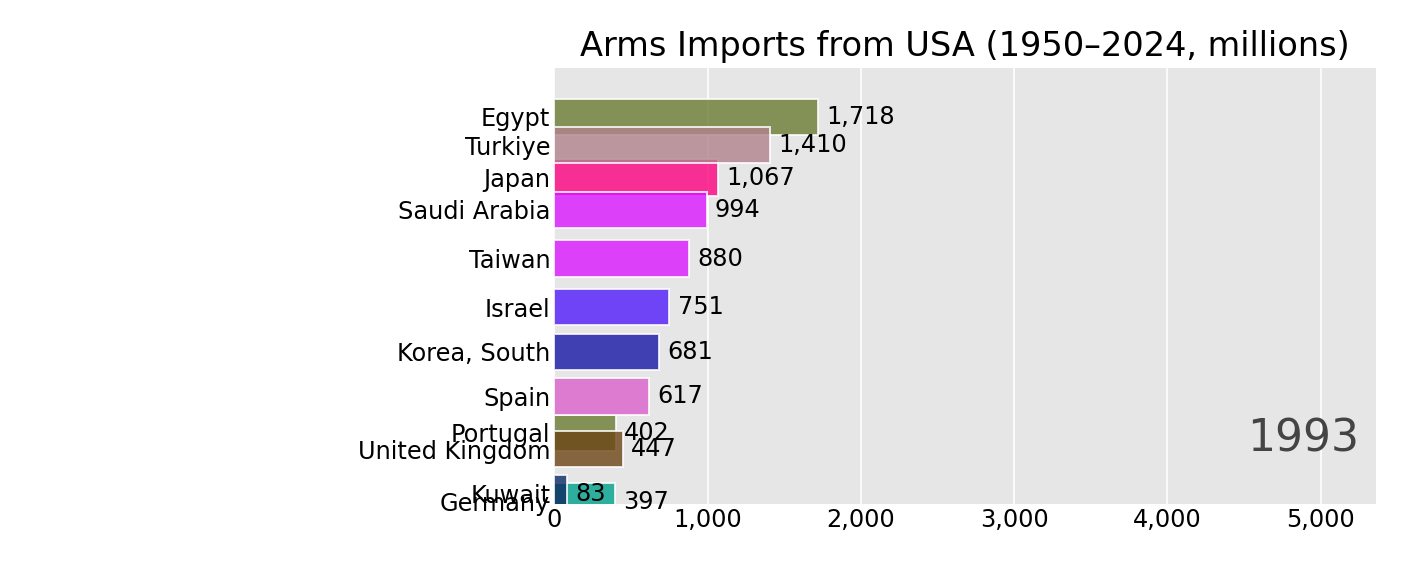 Arms Imports from USA (1950–2024, millions)
Egypt 1,718
Turkiye 1,410
Japan 1,067
Saudi Arabia 994
Taiwan 880
Israel 751
Korea, South 681
Spain 617
Portugal 402
United Kingdom 447
1993
Kuwait 83
Germany 397
0 1,000 2,000 3,000 4,000 5,000